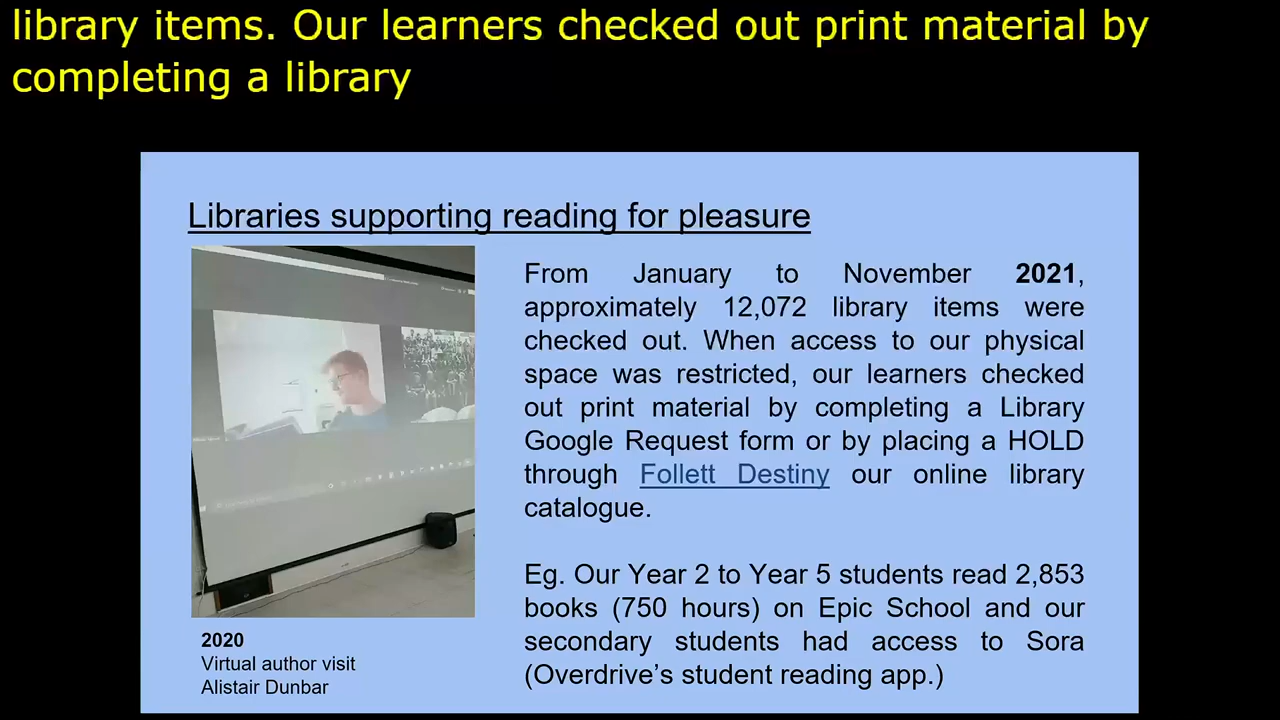 library items. Our learners checked out print material by
completing a library
Libraries supporting reading for pleasure
From January to November 2021,
approximately 12,072 library items were
checked out. When access to our physical
space was restricted, our learners checked
out print material by completing a Library
Google Request form or by placing a HOLD
through Follett Destiny our online library
catalogue.
Eg. Our Year 2 to Year 5 students read 2,853
books (750 hours) on Epic School and our
secondary students had access to Sora
(Overdrive’s student reading app.)
2020
Virtual author visit
Alistair Dunbar